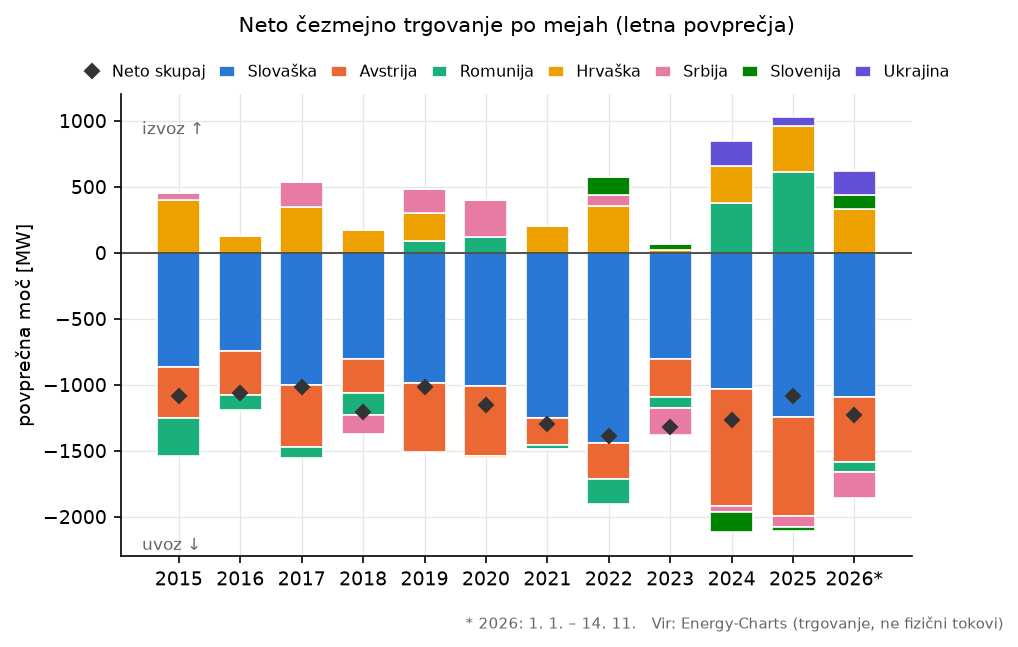 Neto čezmejno trgovanje po mejah (letna povprečja)
Neto skupaj Slovaška Avstrija Romunija Hrvaška Srbija Slovenija Ukrajina
povprečna moč [MW]
1000
500
0
−500
−1000
−1500
−2000
izvoz ↑
uvoz ↓
2015 2016 2017 2018 2019 2020 2021 2022 2023 2024 2025 2026*
* 2026: 1. 1. – 14. 11. Vir: Energy-Charts (trgovanje, ne fizični tokovi)